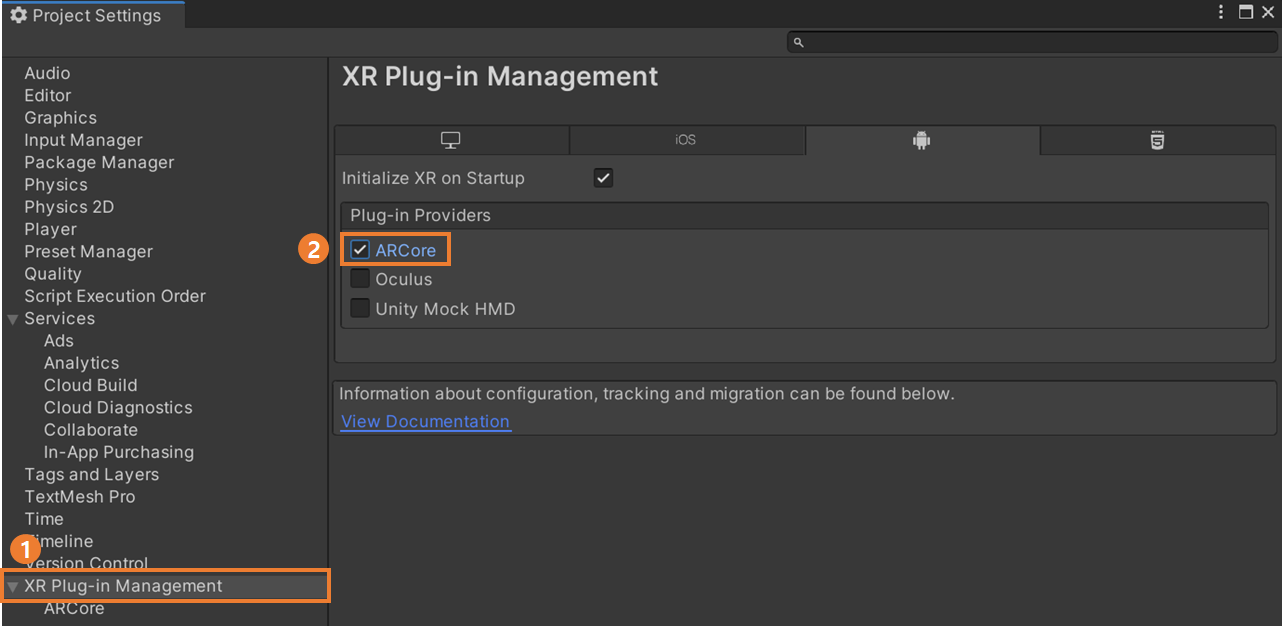 Project Settings
Audio
Editor
Graphics
Input Manager
Package Manager
Physics
Physics 2D
Player
Preset Manager
Quality
Script Execution Order
Services
Ads
Analytics
Cloud Build
Cloud Diagnostics
Collaborate
In-App Purchasing
Tags and Layers
TextMesh Pro
Time
1
imeline
Version Control
XR Plug-in Management
ARCore
XR Plug-in Management
iOS
5
Initialize XR on Startup
Plug-in Providers
2
ARCore
Oculus
Unity Mock HMD
Information about configuration, tracking and migration can be found below.
View Documentation